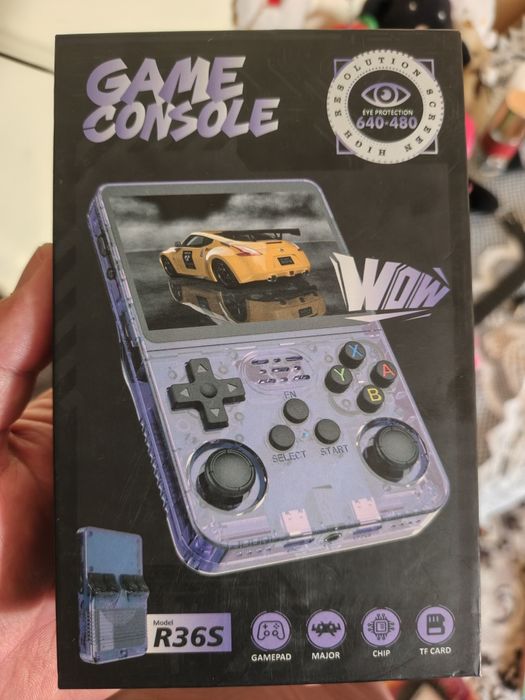 GAME
CONSOLE
HIGH RESOLUTION SCREEN
EYE PROTECTION
640*480
WOW
X
Y
A
B
FN
SELECT
START
Model
R36S
GAMEPAD
MAJOR
CHIP
TF CARD